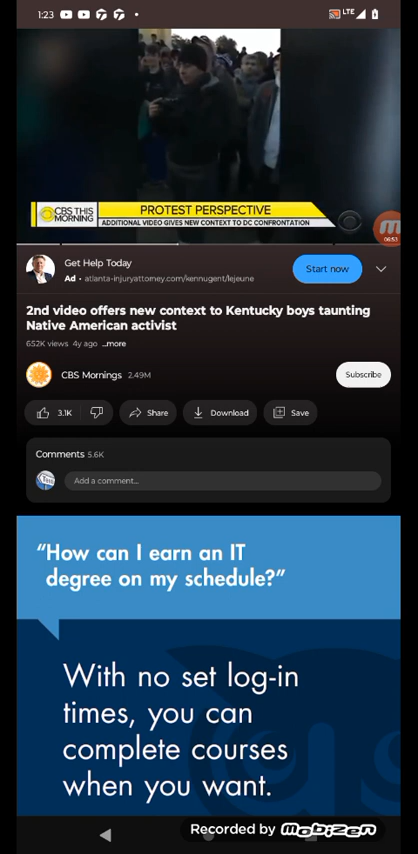 1:23
LTE
CBS THIS
MORNING
PROTEST PERSPECTIVE
ADDITIONAL VIDEO GIVES NEW CONTEXT TO DC CONFRONTATION
06:53
Get Help Today
Ad • atlanta-injuryattorney.com/kennugent/lejeune
Start now
2nd video offers new context to Kentucky boys taunting
Native American activist
652K views 4y ago ...more
CBS Mornings 2.49M
Subscribe
3.1K
Share
Download
Save
Comments 5.6K
Add a comment...
“How can I earn an IT
degree on my schedule?”
With no set log-in
times, you can
complete courses
when you want.
Recorded by mobizen